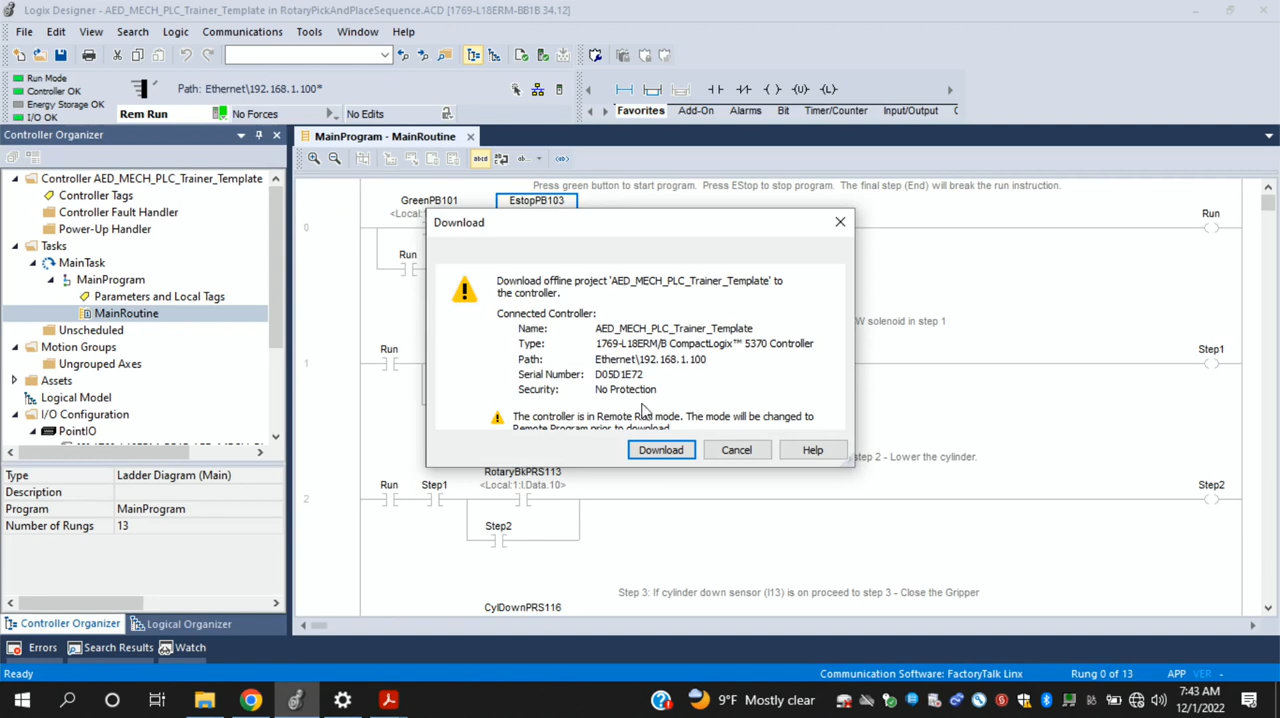 Logix Designer - AED_MECH_PLC_Trainer_Template in RotaryPickAndPlaceSequence.ACD [1769-L18ERM-BB1B 34.12]
File Edit View Search Logic Communications Tools Window Help
Run Mode
Controller OK
Energy Storage OK
I/O OK
Path: Ethernet\192.168.1.100*
Rem Run
No Forces
No Edits
Favorites Add-On Alarms Bit Timer/Counter Input/Output
Controller Organizer
Controller AED_MECH_PLC_Trainer_Template
Controller Tags
Controller Fault Handler
Power-Up Handler
Tasks
MainTask
MainProgram
Parameters and Local Tags
MainRoutine
Unscheduled
Motion Groups
Ungrouped Axes
Assets
Logical Model
I/O Configuration
PointIO
Type Ladder Diagram (Main)
Description
Program MainProgram
Number of Rungs 13
Controller Organizer Logical Organizer
MainProgram - MainRoutine
Press green button to start program. Press EStop to stop program. The final step (End) will break the run instruction.
GreenPB101 EstopPB103
<Local:1
Run
0
Run
W solenoid in step 1
Run Step1
1
step 2 - Lower the cylinder.
RotaryBkPRS113
Run Step1 <Local:1:I.Data.10> Step2
2
Step2
Step 3: If cylinder down sensor (I13) is on proceed to step 3 - Close the Gripper
CylDownPRS116
Download
Download offline project 'AED_MECH_PLC_Trainer_Template' to
the controller.
Connected Controller:
Name: AED_MECH_PLC_Trainer_Template
Type: 1769-L18ERM/B CompactLogix™ 5370 Controller
Path: Ethernet\192.168.1.100
Serial Number: D05D1E72
Security: No Protection
The controller is in Remote Run mode. The mode will be changed to
Remote Program prior to download.
Download Cancel Help
Errors Search Results Watch
Ready Communication Software: FactoryTalk Linx Rung 0 of 13 APP VER
9°F Mostly clear
7:43 AM
12/1/2022